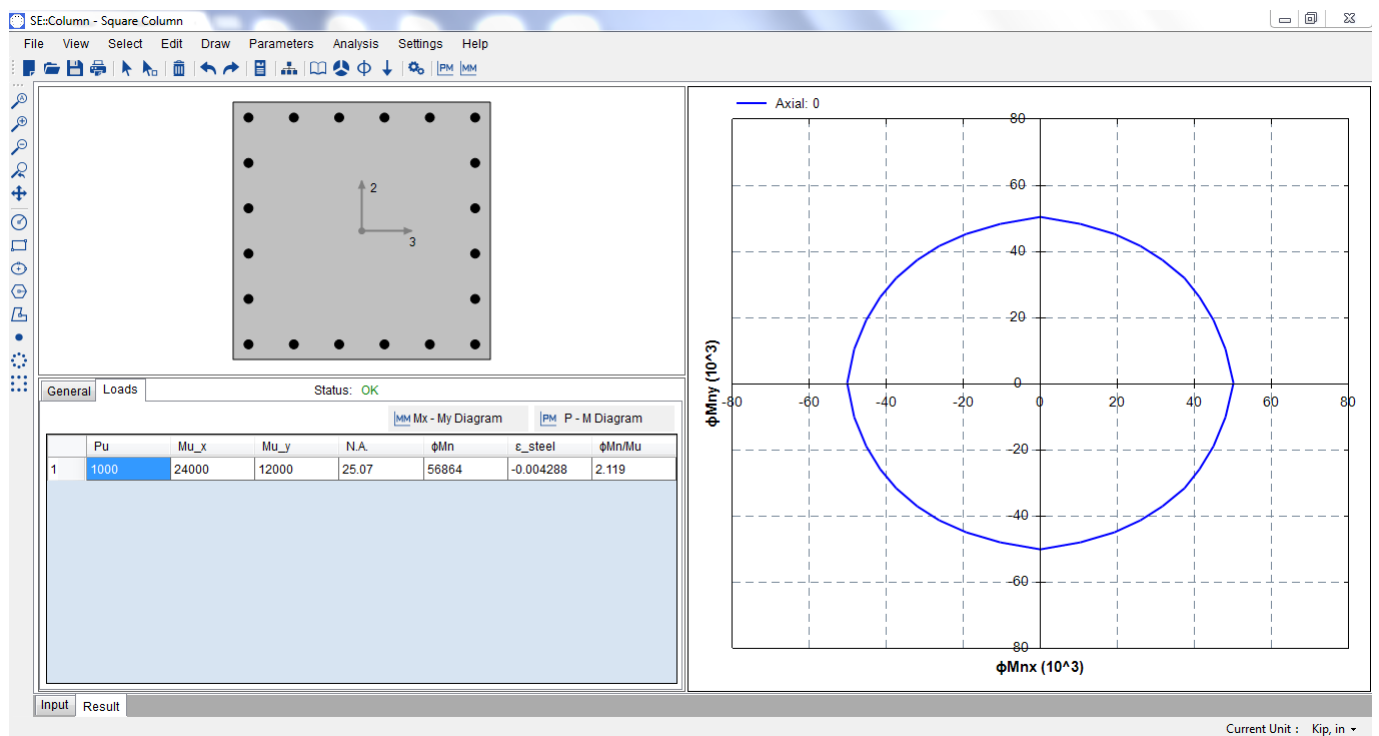 SE::Column - Square Column
File View Select Edit Draw Parameters Analysis Settings Help
PM MM
2
3
General Loads Status: OK
MM Mx - My Diagram PM P - M Diagram
Pu Mu_x Mu_y N.A. ϕMn ε_steel ϕMn/Mu
1 1000 24000 12000 25.07 56864 -0.004288 2.119
Axial: 0
80
60
40
20
0
-20
-40
-60
80
-80 -60 -40 -20 0 20 40 60 80
ϕMny (10^3)
ϕMnx (10^3)
Input Result
Current Unit : Kip, in